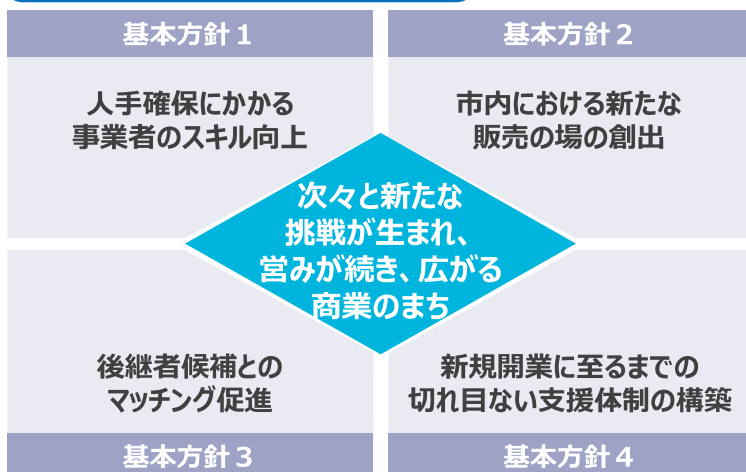 基本方針１
基本方針２
人手確保にかかる
事業者のスキル向上
市内における新たな
販売の場の創出
次々と新たな
挑戦が生まれ、
営みが続き、広がる
商業のまち
後継者候補との
マッチング促進
新規開業に至るまでの
切れ目ない支援体制の構築
基本方針３
基本方針４